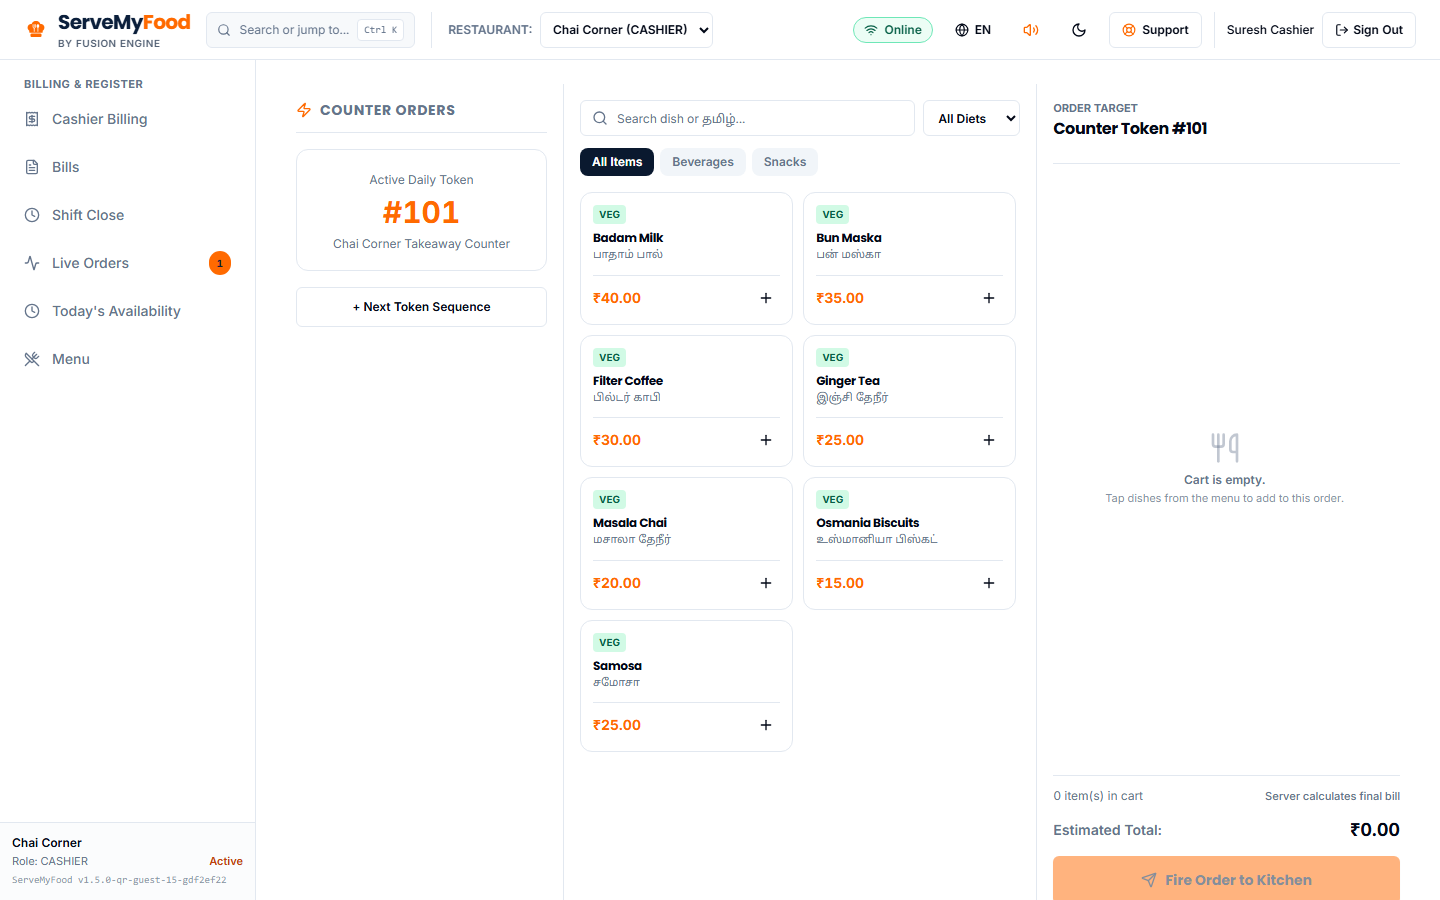 ServeMyFood
BY FUSION ENGINE
Search or jump to... Ctrl K
RESTAURANT: Chai Corner (CASHIER)
Online
EN
Support
Suresh Cashier
Sign Out
BILLING & REGISTER
Cashier Billing
Bills
Shift Close
Live Orders 1
Today's Availability
Menu
Chai Corner
Role: CASHIER Active
ServeMyFood v1.5.0-qr-guest-15-gdf2ef22
COUNTER ORDERS
Active Daily Token
#101
Chai Corner Takeaway Counter
+ Next Token Sequence
Search dish or தமிழ்...
All Diets
All Items Beverages Snacks
VEG
Badam Milk
பாதாம் பால்
₹40.00 +
VEG
Bun Maska
பன் மஸ்கா
₹35.00 +
VEG
Filter Coffee
பில்டர் காபி
₹30.00 +
VEG
Ginger Tea
இஞ்சி தேநீர்
₹25.00 +
VEG
Masala Chai
மசாலா தேநீர்
₹20.00 +
VEG
Osmania Biscuits
உஸ்மானியா பிஸ்கட்
₹15.00 +
VEG
Samosa
சமோசா
₹25.00 +
ORDER TARGET
Counter Token #101
Cart is empty.
Tap dishes from the menu to add to this order.
0 item(s) in cart Server calculates final bill
Estimated Total: ₹0.00
Fire Order to Kitchen